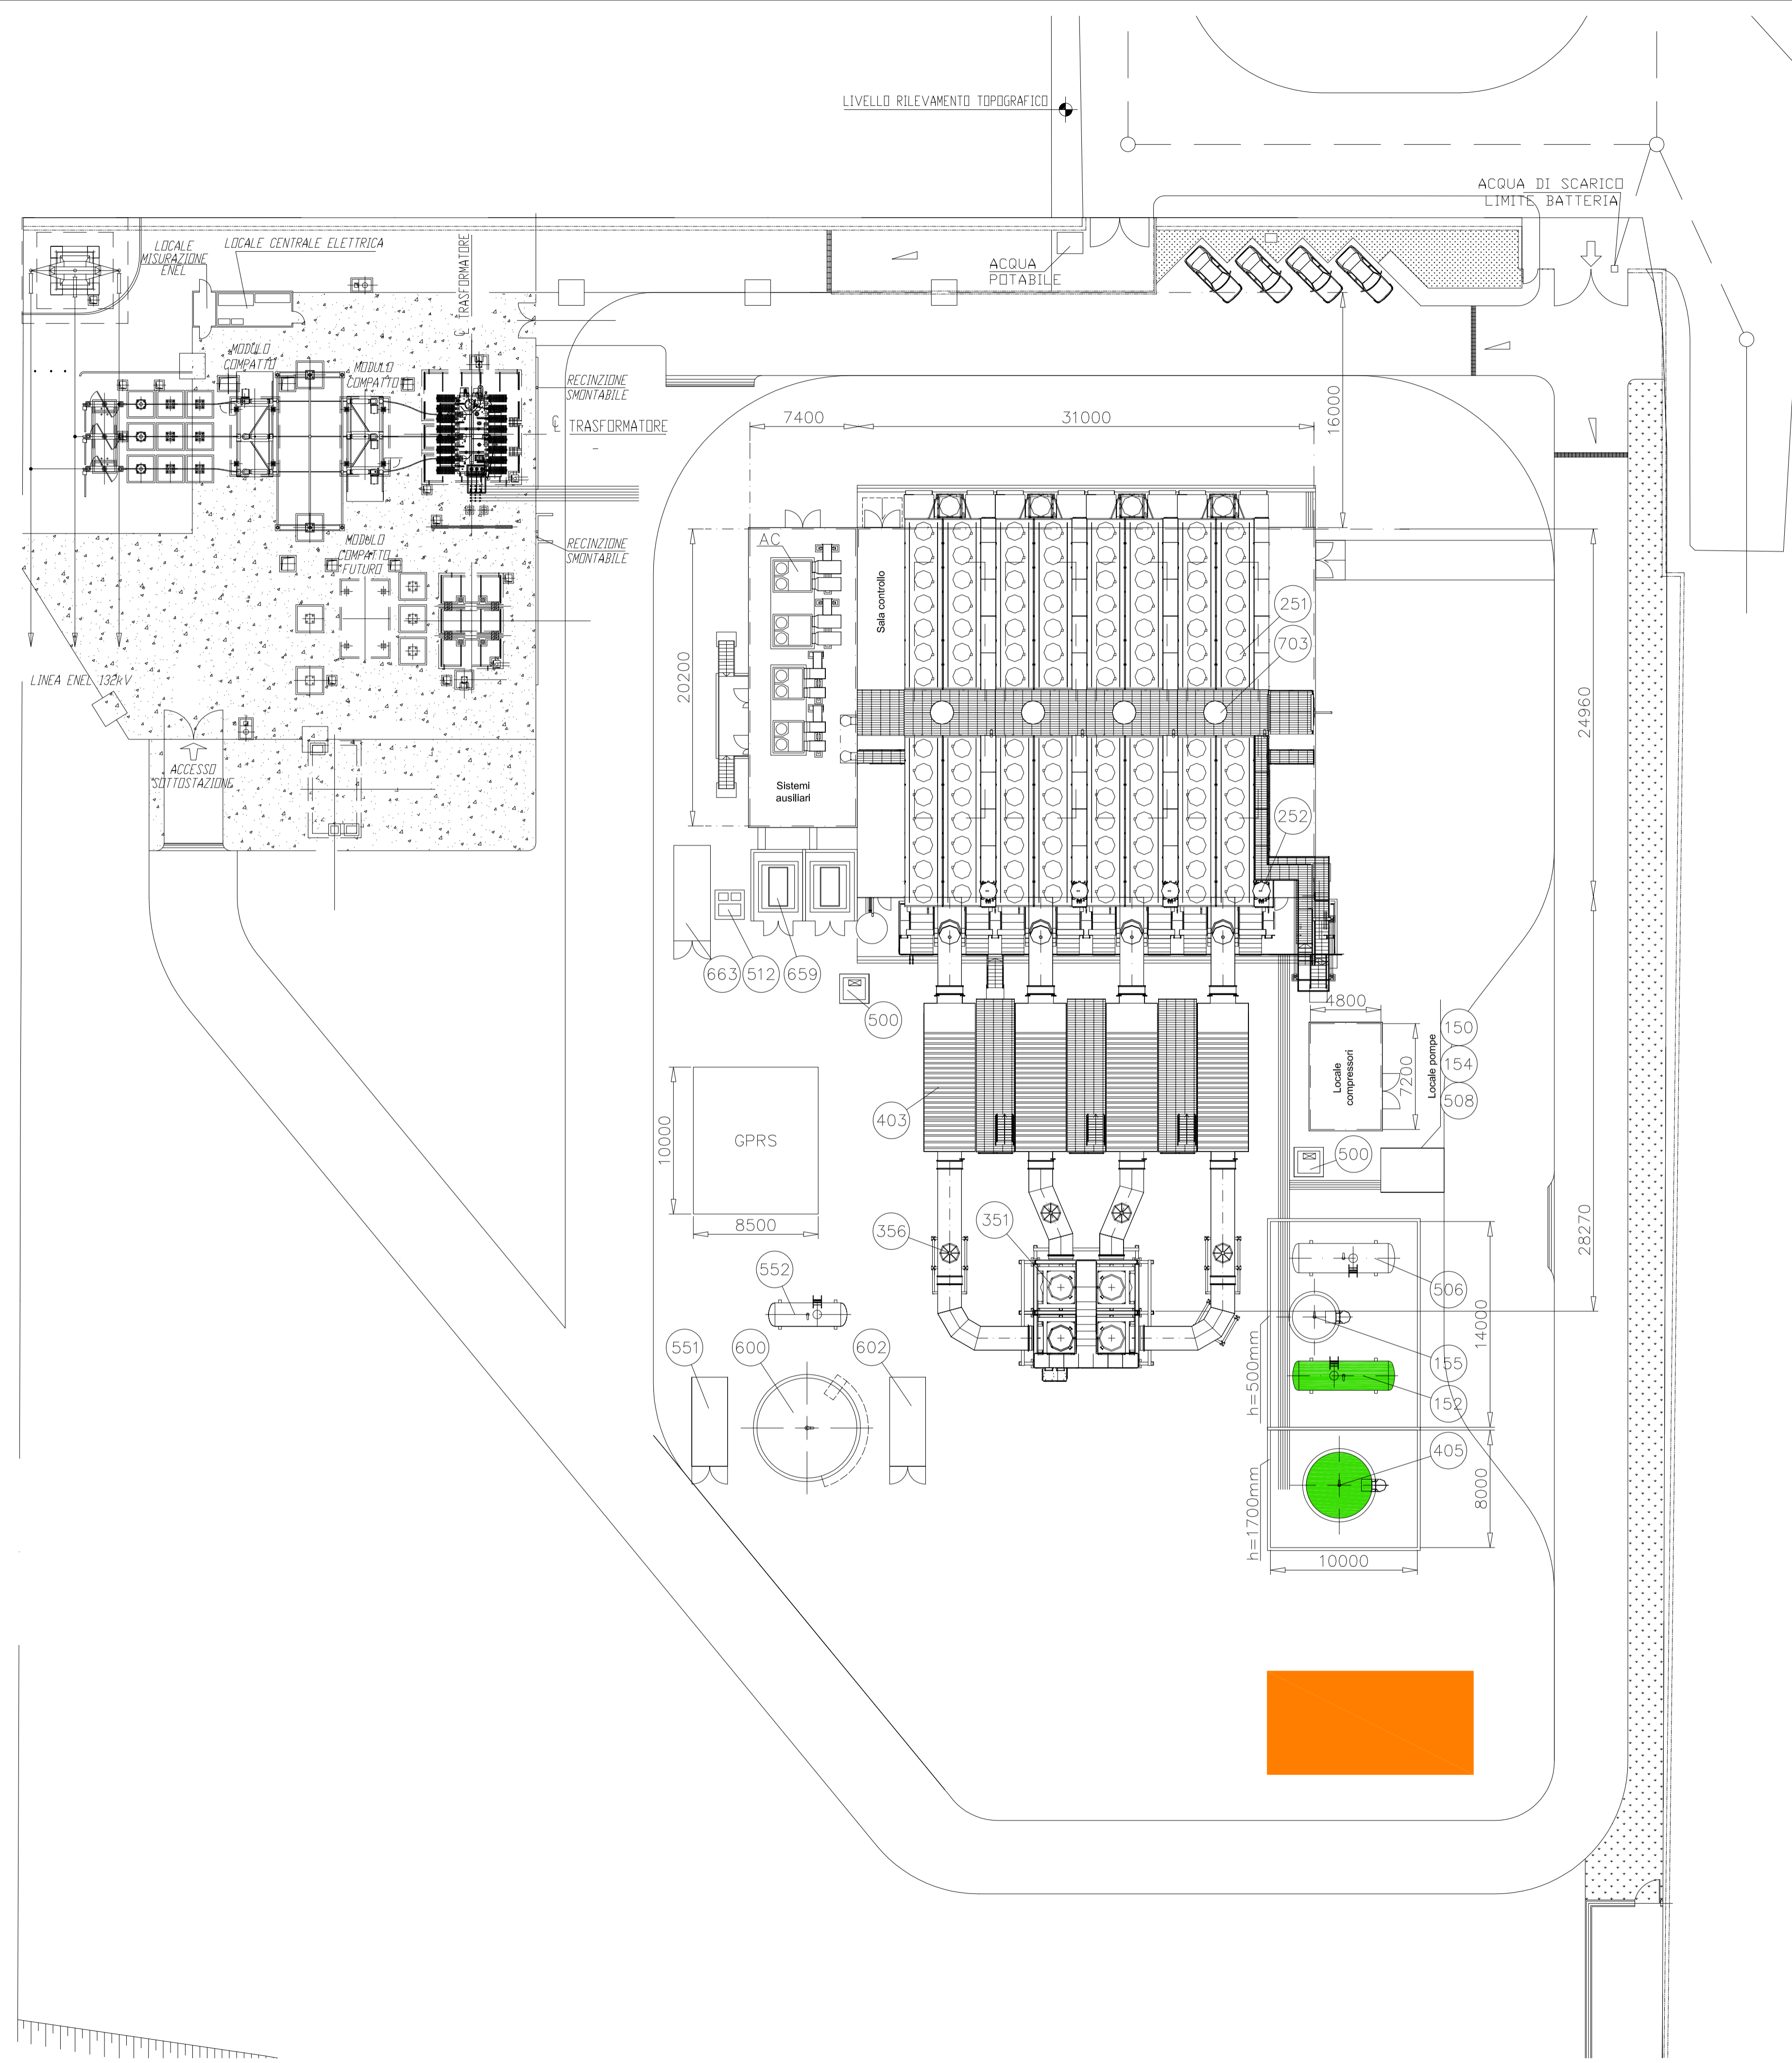 LIVELLO RILEVAMENTO TOPOGRAFICO
ACQUA DI SCARICO
LIMITE BATTERIA
LOCALE
MISURAZIONE
ENEL
LOCALE CENTRALE ELETTRICA
℄ TRASFORMATORE
ACQUA
POTABILE
MODULO
COMPATTO
MODULO
COMPATTO
RECINZIONE
SMONTABILE
℄ TRASFORMATORE
7400
31000
16000
RECINZIONE
SMONTABILE
MODULO
COMPATTO
FUTURO
AC
Sala controllo
251
703
20200
24960
LINEA ENEL 132kV
ACCESSO
SOTTOSTAZIONE
Sistemi
ausiliari
252
663
512
659
500
4800
7200
Locale
compressori
Locale pompe
150
154
508
403
10000
GPRS
8500
500
356
351
28270
552
506
14000
551
600
602
h=500mm
155
152
405
h=1700mm
8000
10000